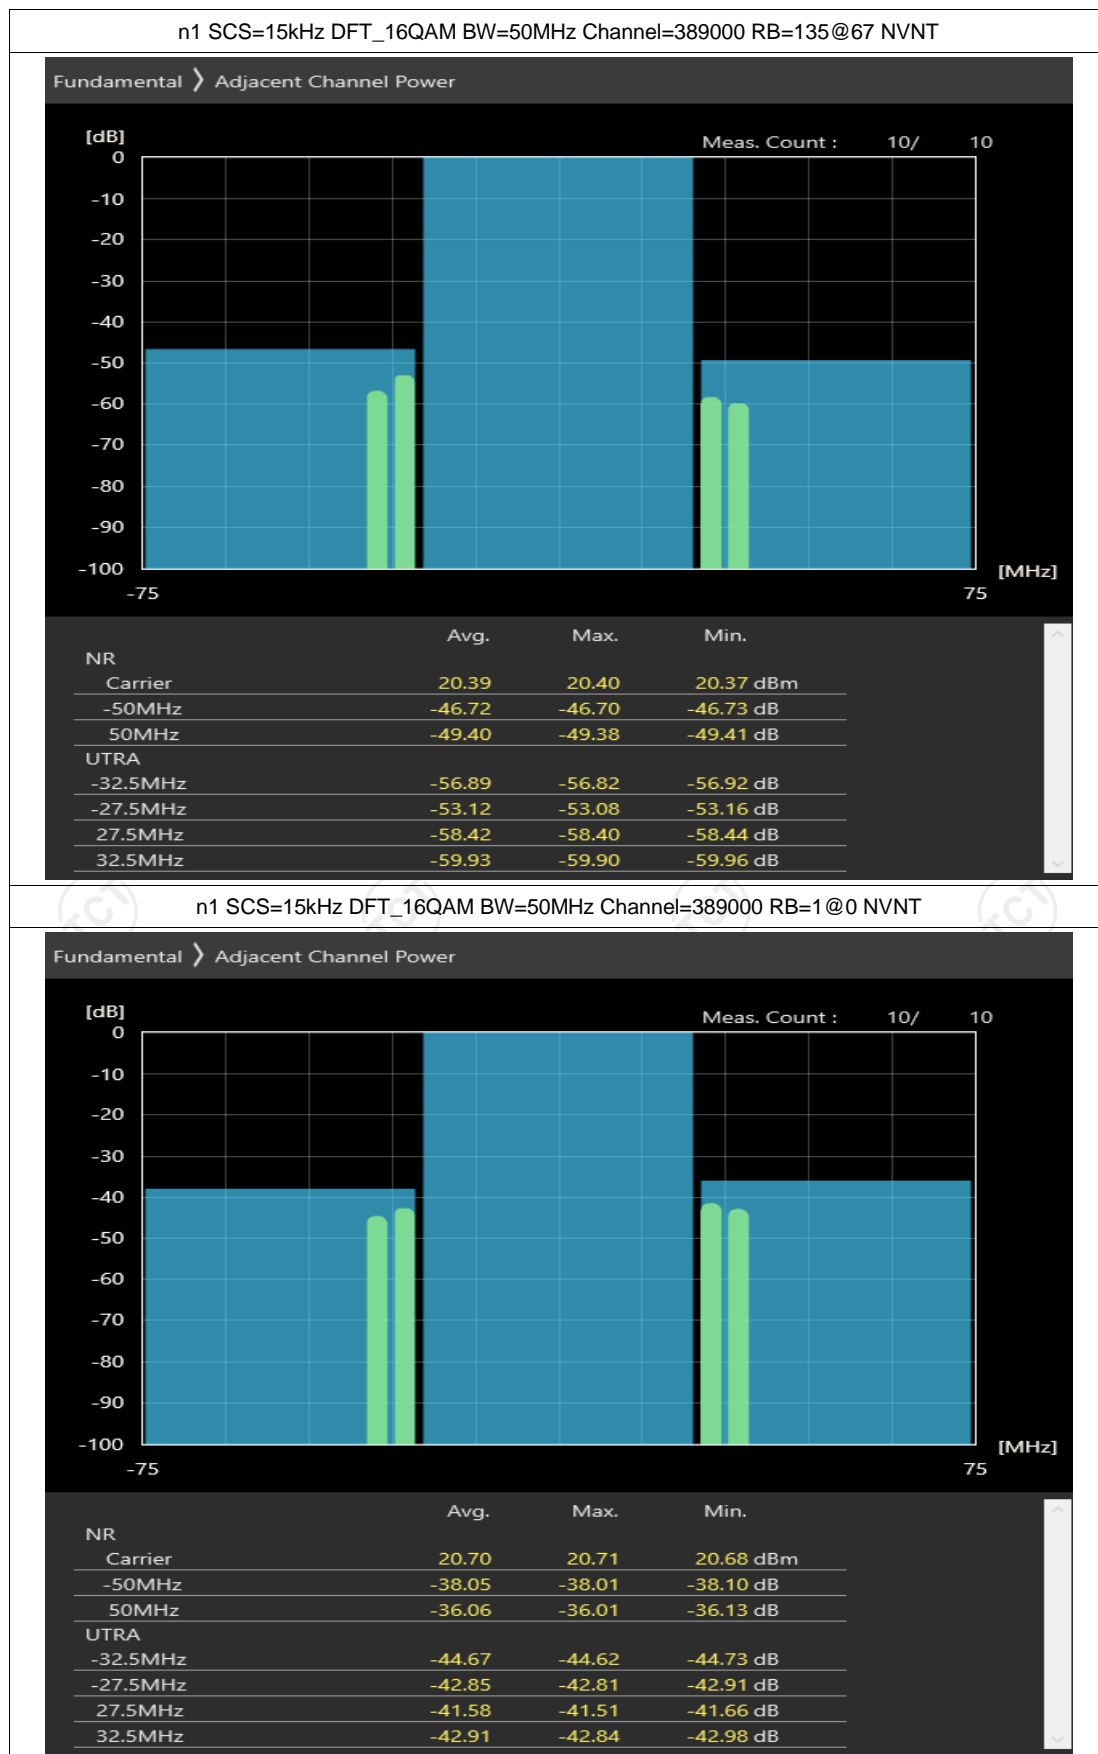 n1 SCS=15kHz DFT_16QAM BW=50MHz Channel=389000 RB=135@67 NVNT
Fundamental > Adjacent Channel Power
[dB]
Meas. Count : 10/ 10
0
-10
-20
-30
-40
-50
-60
-70
-80
-90
-100
[MHz]
-75 75
Avg. Max. Min.
NR
Carrier 20.39 20.40 20.37 dBm
-50MHz -46.72 -46.70 -46.73 dB
50MHz -49.40 -49.38 -49.41 dB
UTRA
-32.5MHz -56.89 -56.82 -56.92 dB
-27.5MHz -53.12 -53.08 -53.16 dB
27.5MHz -58.42 -58.40 -58.44 dB
32.5MHz -59.93 -59.90 -59.96 dB
TCT TCT TCT TCT
n1 SCS=15kHz DFT_16QAM BW=50MHz Channel=389000 RB=1@0 NVNT
Fundamental > Adjacent Channel Power
[dB]
Meas. Count : 10/ 10
0
-10
-20
-30
-40
-50
-60
-70
-80
-90
-100
[MHz]
-75 75
Avg. Max. Min.
NR
Carrier 20.70 20.71 20.68 dBm
-50MHz -38.05 -38.01 -38.10 dB
50MHz -36.06 -36.01 -36.13 dB
UTRA
-32.5MHz -44.67 -44.62 -44.73 dB
-27.5MHz -42.85 -42.81 -42.91 dB
27.5MHz -41.58 -41.51 -41.66 dB
32.5MHz -42.91 -42.84 -42.98 dB